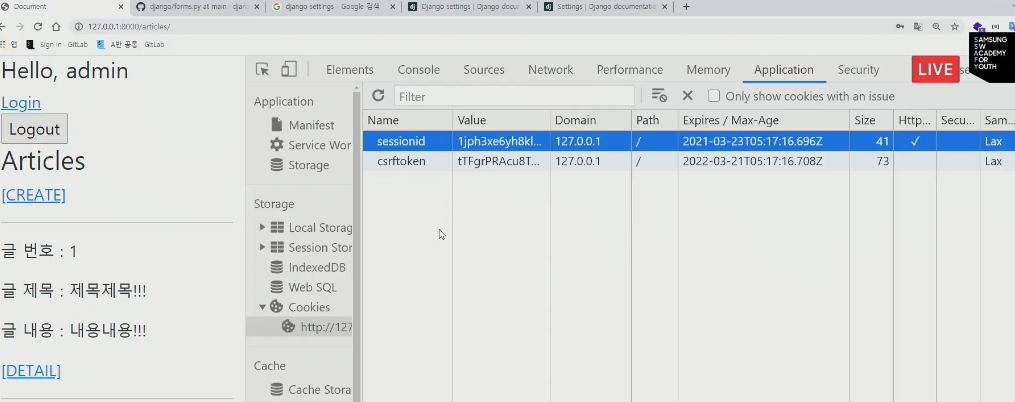 Document
django/forms.py at main · django
django settings - Google 검색
Django settings | Django docum
Settings | Django documentation
127.0.0.1:8000/articles/
앱
Sign in · GitLab
A반 공통 · GitLab
SAMSUNG
SW
ACADEMY
FOR
YOUTH
LIVE
Hello, admin
Login
Logout
Articles
[CREATE]
글 번호 : 1
글 제목 : 제목제목!!!
글 내용 : 내용내용!!!
[DETAIL]
Elements Console Sources Network Performance Memory Application Security
Filter
Only show cookies with an issue
Application
Manifest
Service Wor
Storage
Storage
Local Storag
Session Stor
IndexedDB
Web SQL
Cookies
http://127
Cache
Cache Stora
Name Value Domain Path Expires / Max-Age Size Http... Secu... Sam
sessionid 1jph3xe6yh8kl... 127.0.0.1 / 2021-03-23T05:17:16.696Z 41 ✓ Lax
csrftoken tTFgrPRAcu8T... 127.0.0.1 / 2022-03-21T05:17:16.708Z 73 Lax